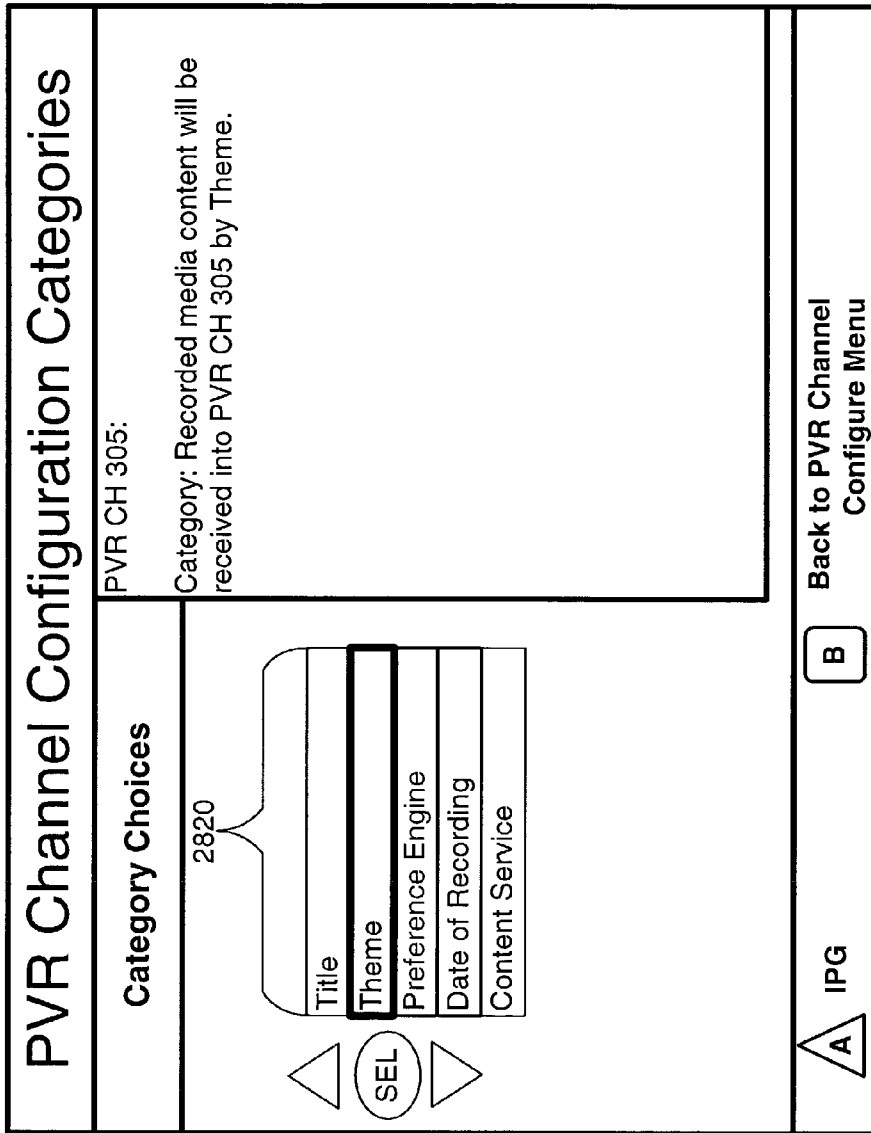 PVR Channel Configuration Categories
Category Choices
2820
Title
Theme
Preference Engine
Date of Recording
Content Service
SEL
PVR CH 305:
Category: Recorded media content will be
received into PVR CH 305 by Theme.
A
IPG
B
Back to PVR Channel
Configure Menu